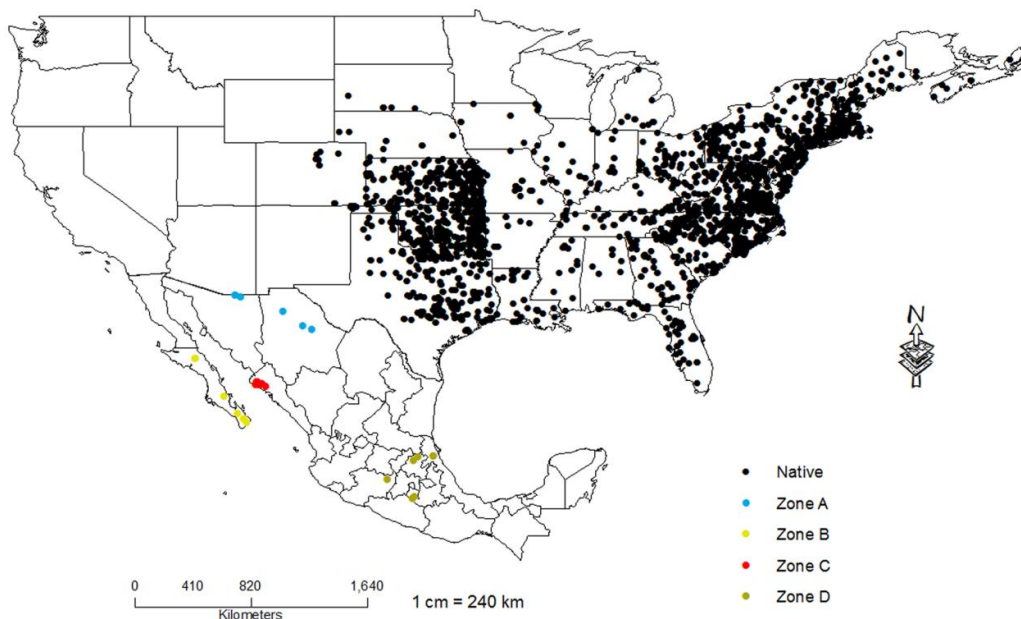 N
Native
Zone A
Zone B
Zone C
Zone D
0 410 820 1,640
Kilometers
1 cm = 240 km